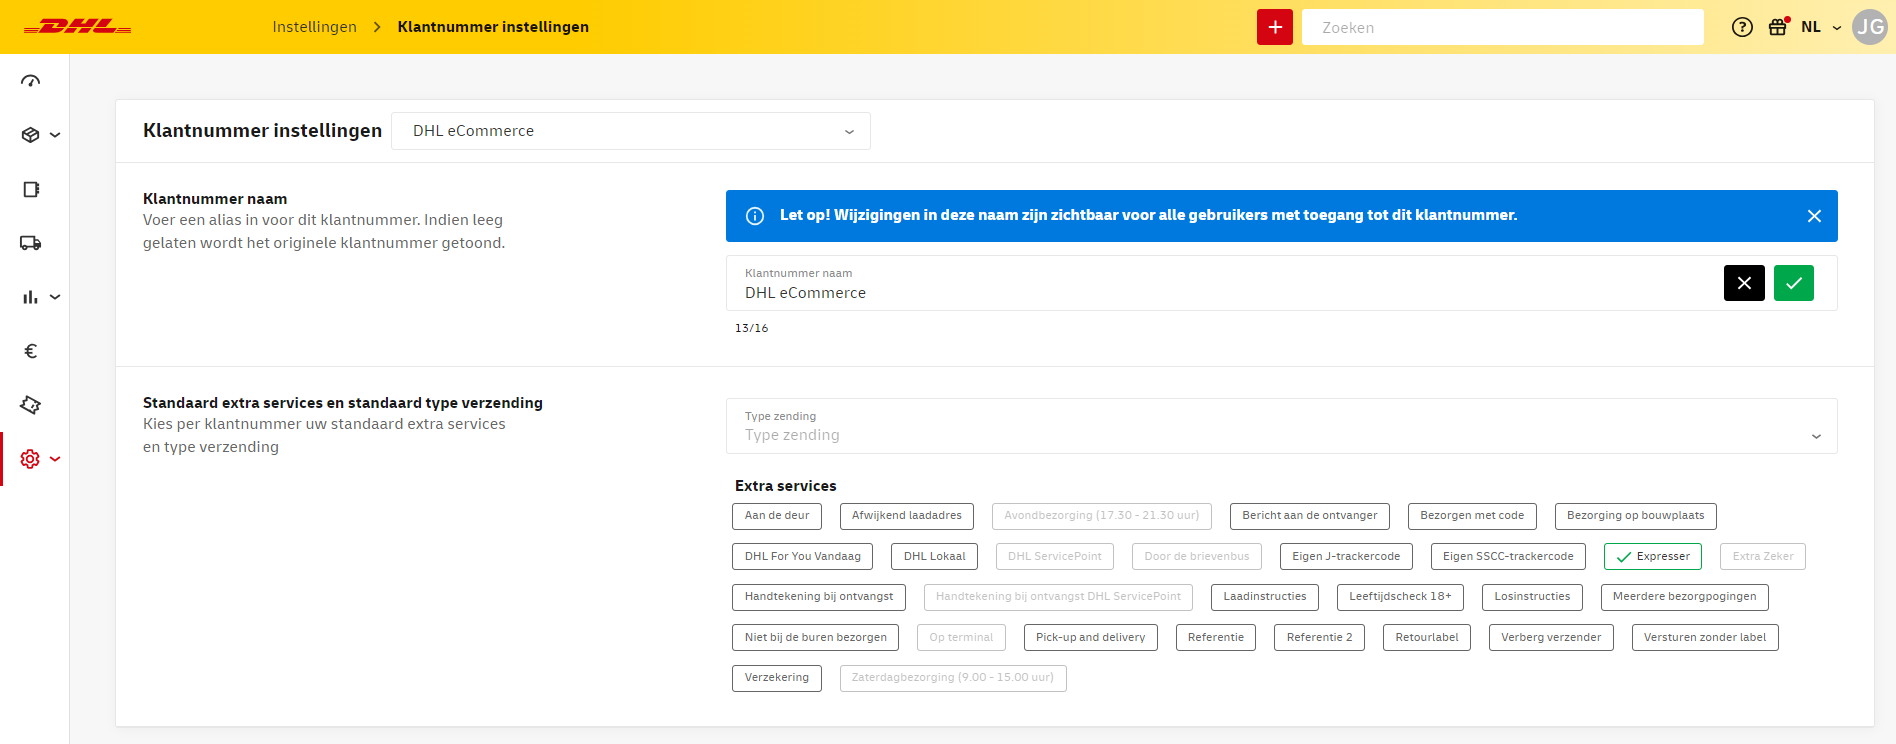 DHL
Instellingen > Klantnummer instellingen
+
Zoeken
?
NL
JG
Klantnummer instellingen
DHL eCommerce
Klantnummer naam
Voer een alias in voor dit klantnummer. Indien leeg
gelaten wordt het originele klantnummer getoond.
Let op! Wijzigingen in deze naam zijn zichtbaar voor alle gebruikers met toegang tot dit klantnummer.
Klantnummer naam
DHL eCommerce
13/16
€
Standaard extra services en standaard type verzending
Kies per klantnummer uw standaard extra services
en type verzending
Type zending
Type zending
Extra services
Aan de deur Afwijkend laadadres Avondbezorging (17.30 - 21.30 uur) Bericht aan de ontvanger Bezorgen met code Bezorging op bouwplaats
DHL For You Vandaag DHL Lokaal DHL ServicePoint Door de brievenbus Eigen J-trackercode Eigen SSCC-trackercode Expresser Extra Zeker
Handtekening bij ontvangst Handtekening bij ontvangst DHL ServicePoint Laadinstructies Leeftijdscheck 18+ Losinstructies Meerdere bezorgpogingen
Niet bij de buren bezorgen Op terminal Pick-up and delivery Referentie Referentie 2 Retourlabel Verberg verzender Versturen zonder label
Verzekering Zaterdagbezorging (9.00 - 15.00 uur)